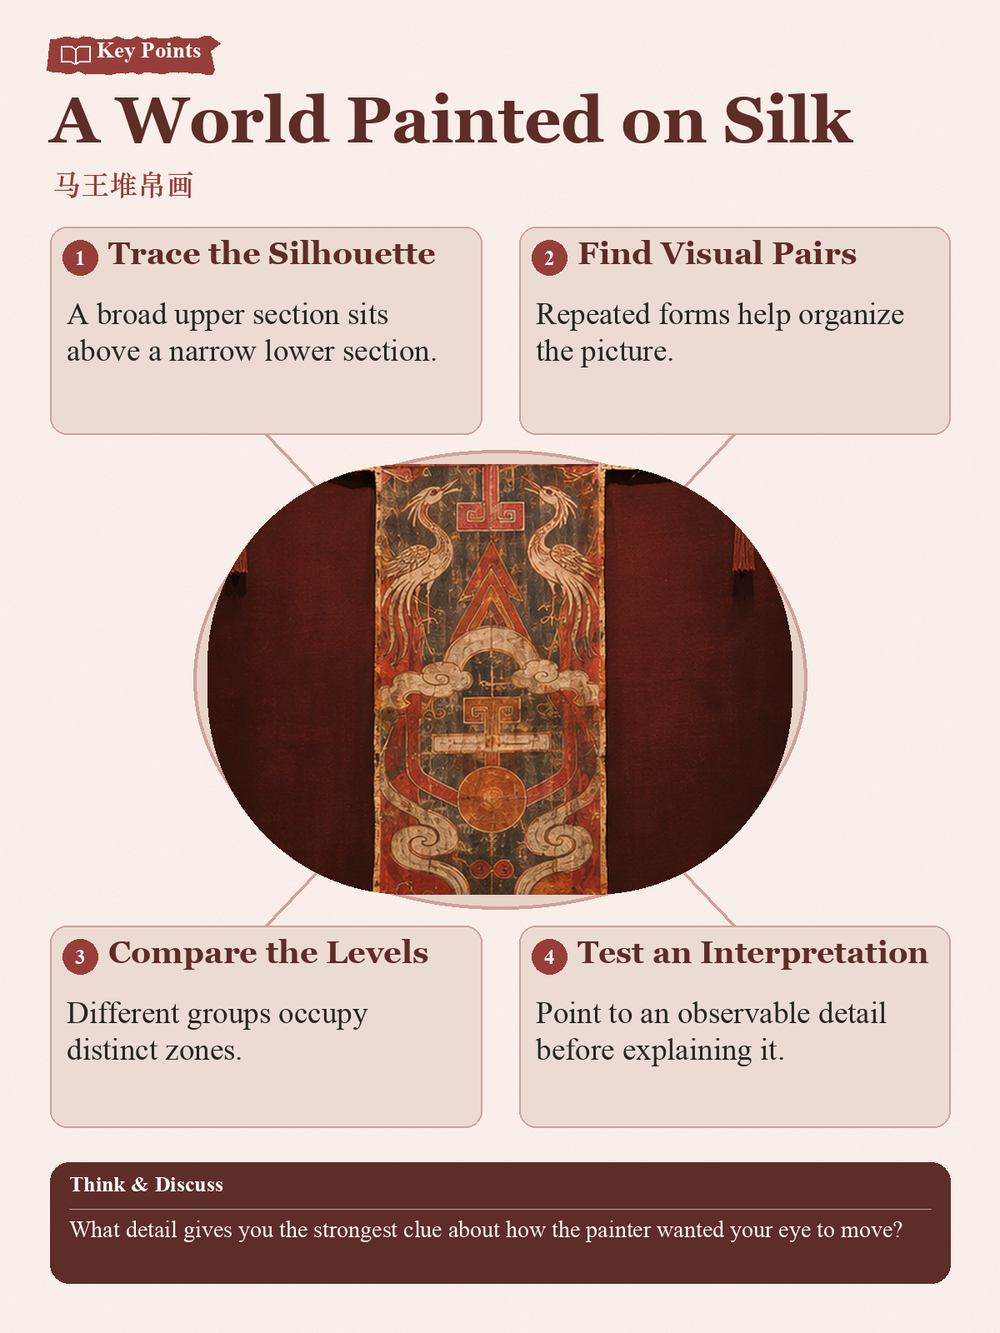 Key Points
A World Painted on Silk
马王堆帛画
1 Trace the Silhouette
A broad upper section sits
above a narrow lower section.
2 Find Visual Pairs
Repeated forms help organize
the picture.
3 Compare the Levels
Different groups occupy
distinct zones.
4 Test an Interpretation
Point to an observable detail
before explaining it.
Think & Discuss
What detail gives you the strongest clue about how the painter wanted your eye to move?